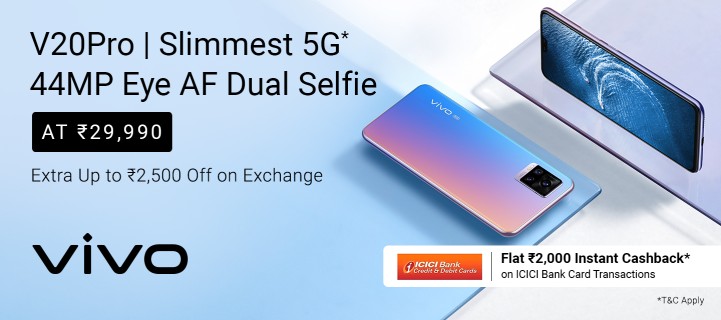 V20Pro | Slimmest 5G*
44MP Eye AF Dual Selfie
AT ₹29,990
Extra Up to ₹2,500 Off on Exchange
vivo
vivo
ICICI Bank
Credit & Debit Cards
Flat ₹2,000 Instant Cashback*
on ICICI Bank Card Transactions
*T&C Apply